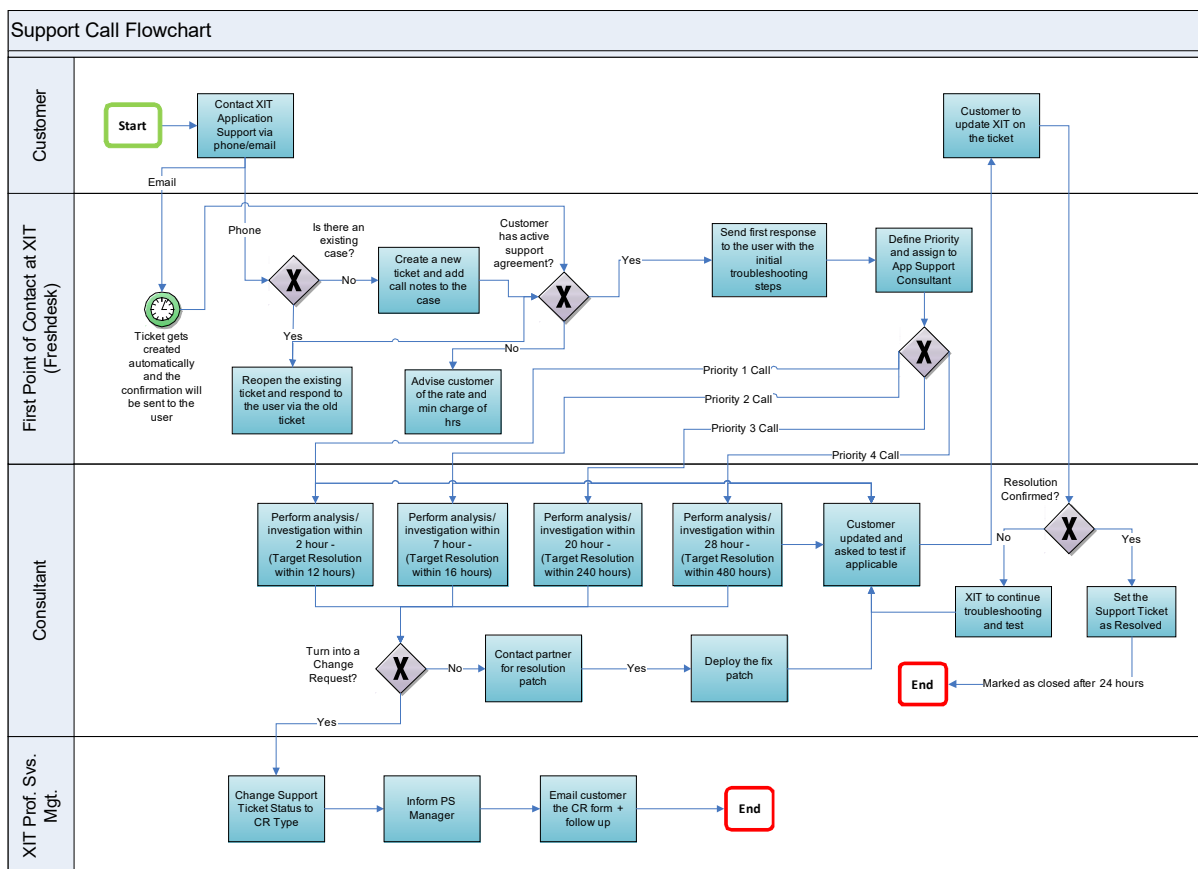 Support Call Flowchart
Customer
Start
Contact XIT
Application
Support via
phone/email
Customer to
update XIT on
the ticket
Email
First Point of Contact at XIT
(Freshdesk)
Phone
Is there an
existing
case?
X
No
Create a new
ticket and add
call notes to the
case
Customer
has active
support
agreement?
X
Yes
Send first response
to the user with the
initial
troubleshooting
steps
Define Priority
and assign to
App Support
Consultant
Ticket gets
created
automatically
and the
confirmation will
be sent to the
user
Yes
Reopen the existing
ticket and respond
to the user via the old
ticket
No
Advise customer
of the rate and
min charge of
hrs
X
Priority 1 Call
Priority 2 Call
Priority 3 Call
Priority 4 Call
Consultant
Perform analysis/
investigation within
2 hour -
(Target Resolution
within 12 hours)
Perform analysis/
investigation within
7 hour -
(Target Resolution
within 16 hours)
Perform analysis/
investigation within
20 hour -
(Target Resolution
within 240 hours)
Perform analysis/
investigation within
28 hour -
(Target Resolution
within 480 hours)
Customer
updated and
asked to test if
applicable
Resolution
Confirmed?
X
No
Yes
XIT to continue
troubleshooting
and test
Set the
Support Ticket
as Resolved
Turn into a
Change
Request?
X
No
Contact partner
for resolution
patch
Yes
Deploy the fix
patch
End
Marked as closed after 24 hours
Yes
XIT Prof. Svs.
Mgt.
Change Support
Ticket Status to
CR Type
Inform PS
Manager
Email customer
the CR form +
follow up
End